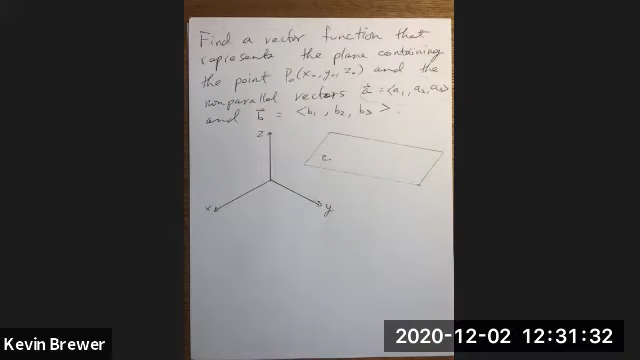 Find a vector function that
represents the plane containing
the point P₀(x₀, y₀, z₀) and the
nonparallel vectors a⃗ = <a₁, a₂, a₃>
and b⃗ = <b₁, b₂, b₃>.
z
x
y
Kevin Brewer
2020-12-02 12:31:32